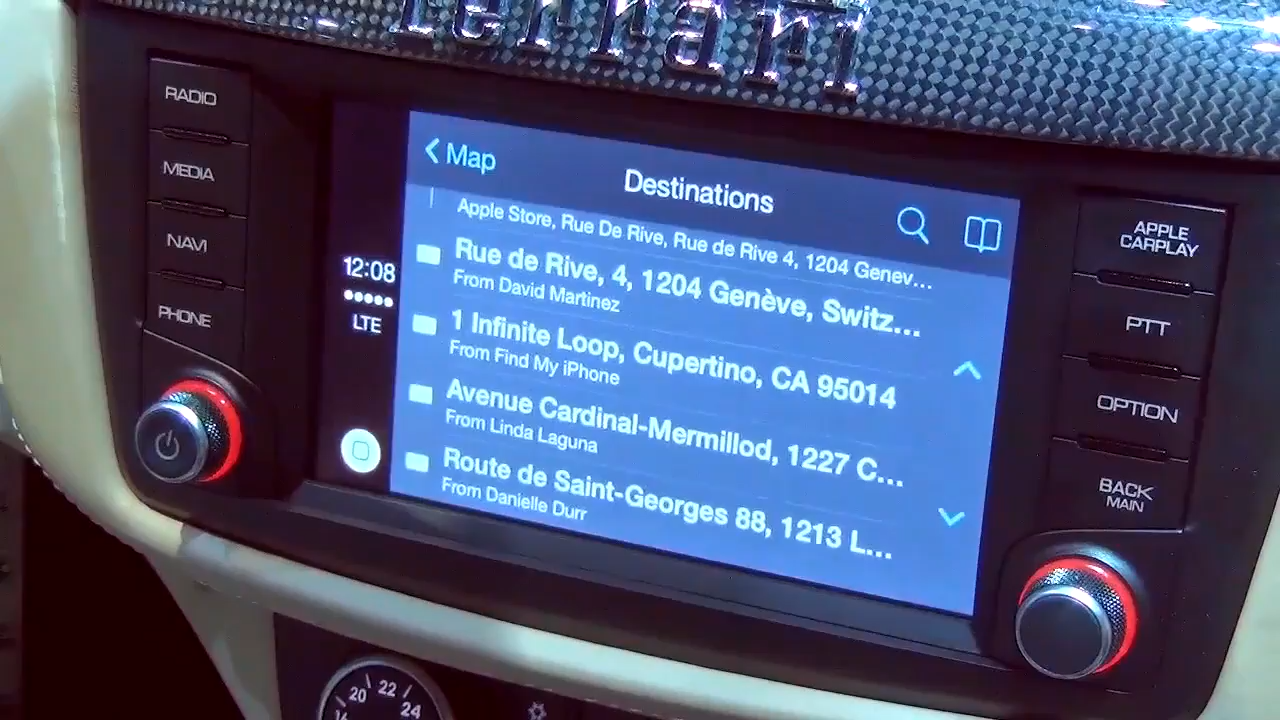 Ferrari
RADIO
MEDIA
NAVI
PHONE
12:08
LTE
Map
Destinations
Apple Store, Rue De Rive, Rue de Rive 4, 1204 Genev...
Rue de Rive, 4, 1204 Genève, Switz...
From David Martinez
1 Infinite Loop, Cupertino, CA 95014
From Find My iPhone
Avenue Cardinal-Mermillod, 1227 C...
From Linda Laguna
Route de Saint-Georges 88, 1213 L...
From Danielle Durr
APPLE
CARPLAY
PTT
OPTION
BACK
MAIN
20 22 24